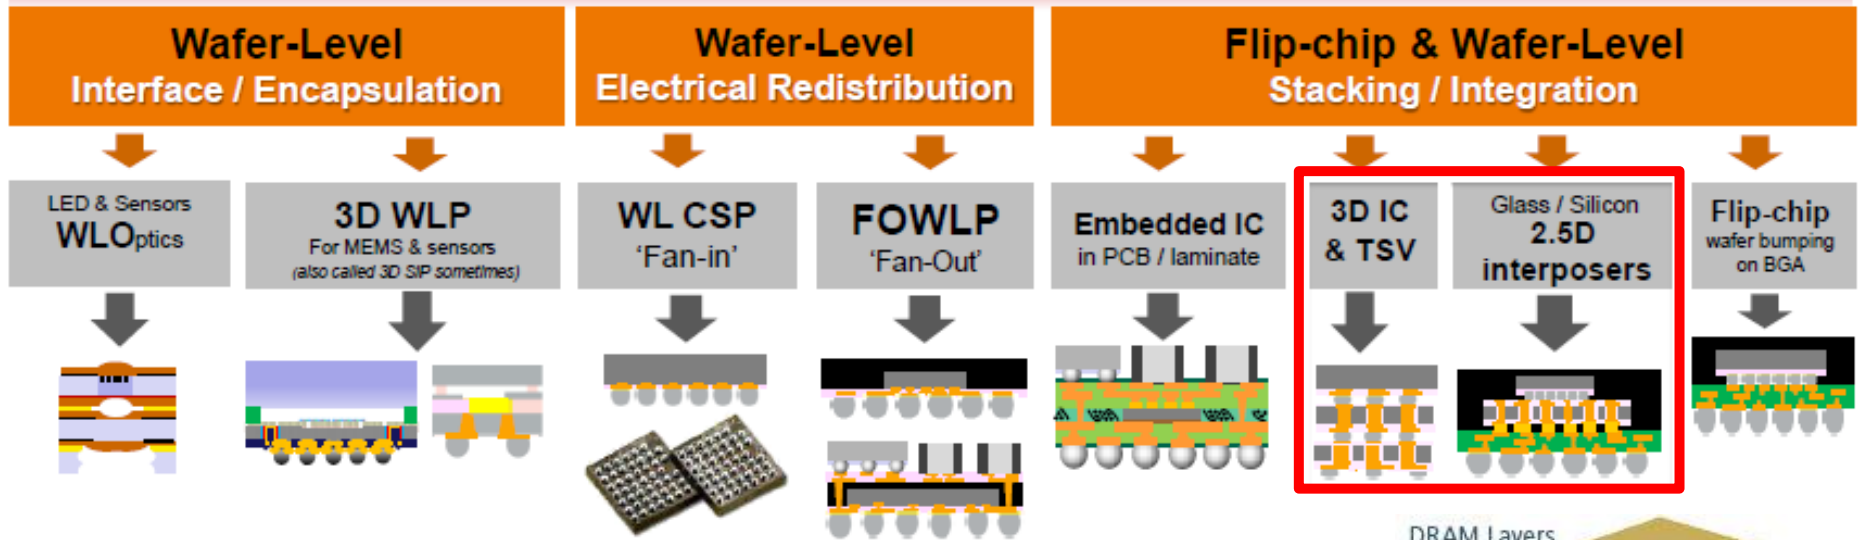 Wafer-Level
Interface / Encapsulation
Wafer-Level
Electrical Redistribution
Flip-chip & Wafer-Level
Stacking / Integration
LED & Sensors
WLOptics
3D WLP
For MEMS & sensors
(also called 3D SIP sometimes)
WL CSP
'Fan-in'
FOWLP
'Fan-Out'
Embedded IC
in PCB / laminate
3D IC
& TSV
Glass / Silicon
2.5D
interposers
Flip-chip
wafer bumping
on BGA
DRAM Layers